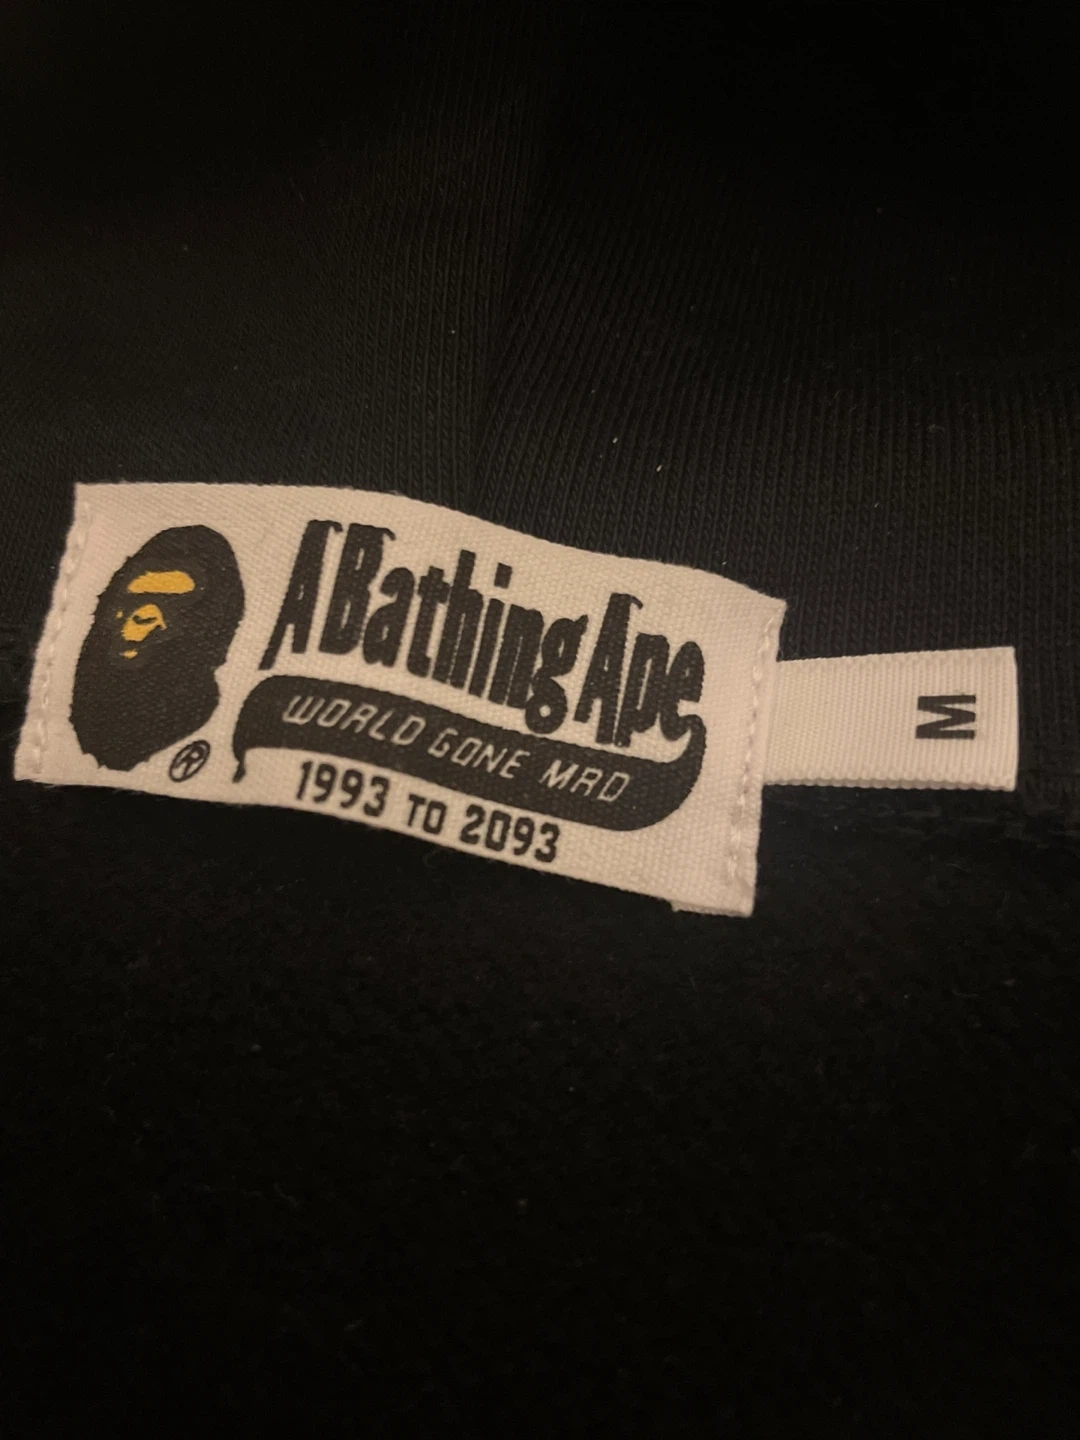 A Bathing Ape
WORLD GONE MAD
1993 TO 2093
®
M